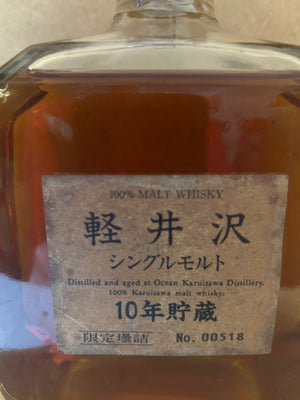 100% MALT WHISKY
軽井沢
シングルモルト
Distilled and aged at Ocean Karuizawa Distillery.
100% Karuizawa malt whisky.
10年貯蔵
限定壜詰 No. 00518